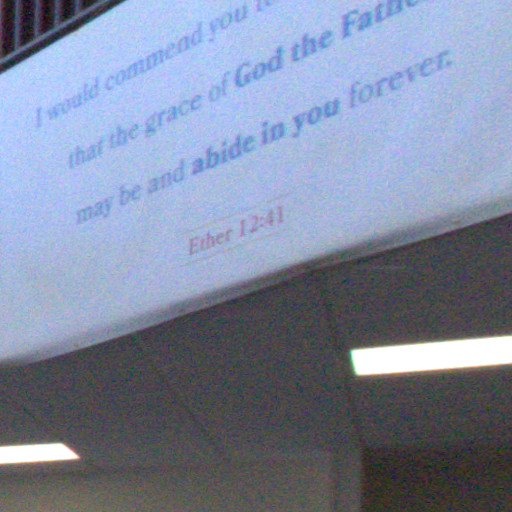 I would commend you
that the grace of God the Father
may be and abide in you forever.
Ether 12:41